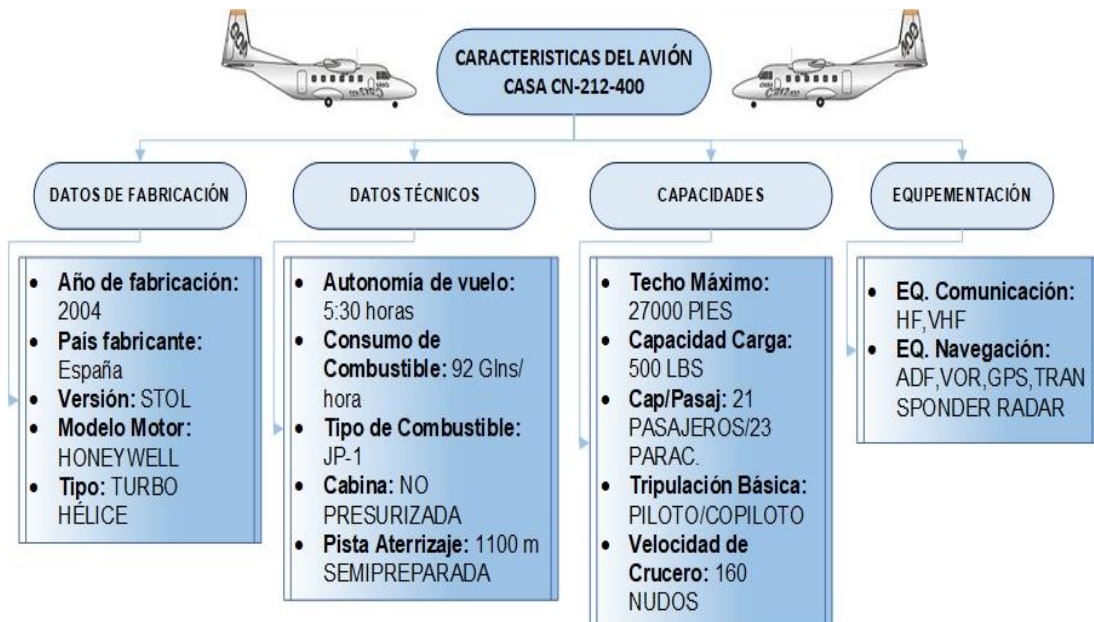 CARACTERISTICAS DEL AVIÓN
CASA CN-212-400
DATOS DE FABRICACIÓN
DATOS TÉCNICOS
CAPACIDADES
EQUPEMENTACIÓN
• Año de fabricación:
2004
• País fabricante:
España
• Versión: STOL
• Modelo Motor:
HONEYWELL
• Tipo: TURBO
HÉLICE
• Autonomía de vuelo:
5:30 horas
• Consumo de
Combustible: 92 Glns/
hora
• Tipo de Combustible:
JP-1
• Cabina: NO
PRESURIZADA
• Pista Aterrizaje: 1100 m
SEMIPREPARADA
• Techo Máximo:
27000 PIES
• Capacidad Carga:
500 LBS
• Cap/Pasaj: 21
PASAJEROS/23
PARAC.
• Tripulación Básica:
PILOTO/COPILOTO
• Velocidad de
Crucero: 160
NUDOS
• EQ. Comunicación:
HF,VHF
• EQ. Navegación:
ADF,VOR,GPS,TRAN
SPONDER RADAR